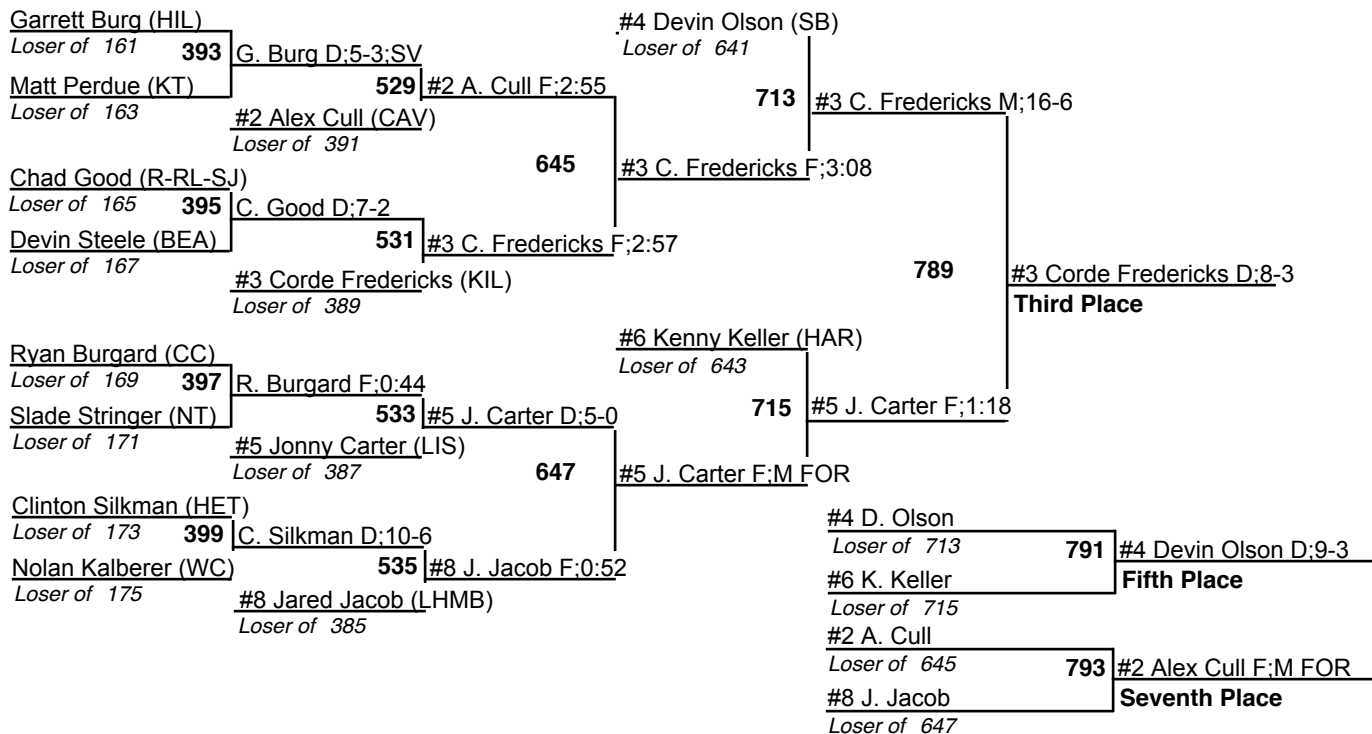 Garrett Burg (HIL)
Loser of 161
393
G. Burg D;5-3;SV
Matt Perdue (KT)
Loser of 163
529
#2 A. Cull F;2:55
#2 Alex Cull (CAV)
Loser of 391
Chad Good (R-RL-SJ)
Loser of 165
395
C. Good D;7-2
Devin Steele (BEA)
Loser of 167
531
#3 C. Fredericks F;2:57
#3 Corde Fredericks (KIL)
Loser of 389
645
#3 C. Fredericks F;3:08
#4 Devin Olson (SB)
Loser of 641
713
#3 C. Fredericks M;16-6
Ryan Burgard (CC)
Loser of 169
397
R. Burgard F;0:44
Slade Stringer (NT)
Loser of 171
533
#5 J. Carter D;5-0
#5 Jonny Carter (LIS)
Loser of 387
Clinton Silkman (HET)
Loser of 173
399
C. Silkman D;10-6
Nolan Kalberer (WC)
Loser of 175
535
#8 J. Jacob F;0:52
#8 Jared Jacob (LHMB)
Loser of 385
647
#5 J. Carter F;M FOR
#6 Kenny Keller (HAR)
Loser of 643
715
#5 J. Carter F;1:18
789
#3 Corde Fredericks D;8-3
Third Place
#4 D. Olson
Loser of 713
791
#4 Devin Olson D;9-3
#6 K. Keller
Fifth Place
Loser of 715
#2 A. Cull
Loser of 645
793
#2 Alex Cull F;M FOR
#8 J. Jacob
Seventh Place
Loser of 647